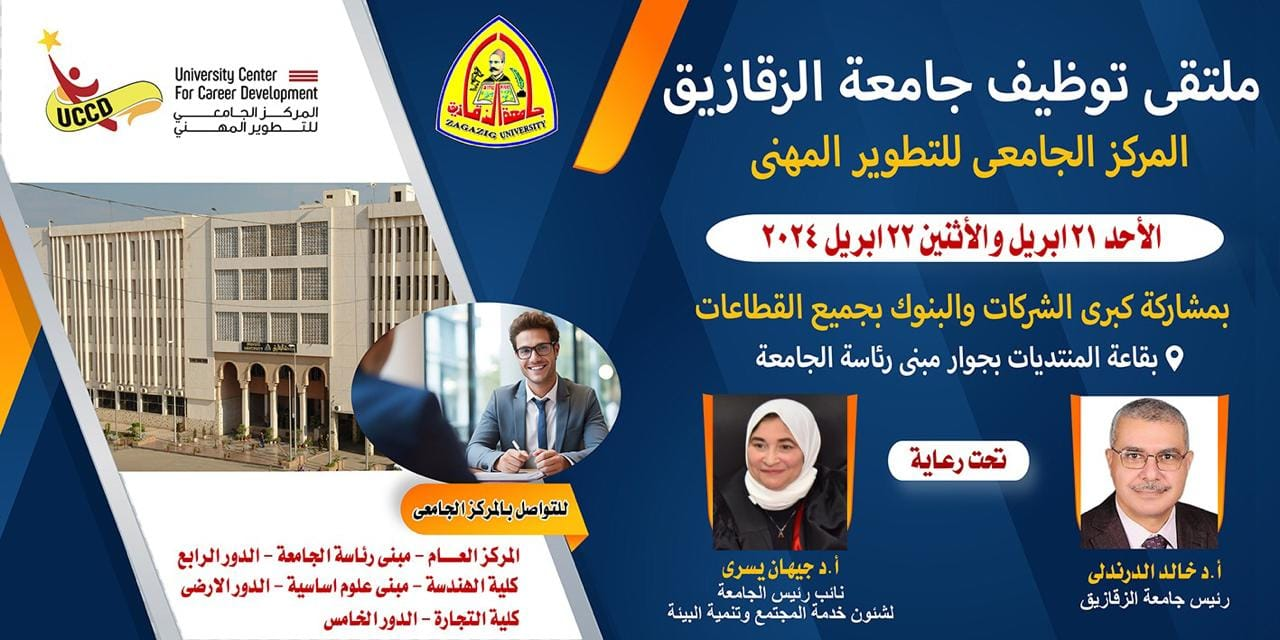 UCCD
University Center
For Career Development
المركز الجامعي
للتطوير المهني
جامعة الزقازيق
ZAGAZIG UNIVERSITY
ملتقى توظيف جامعة الزقازيق
المركز الجامعى للتطوير المهنى
الأحد ٢١ ابريل والأثنين ٢٢ ابريل ٢٠٢٤
بمشاركة كبرى الشركات والبنوك بجميع القطاعات
بقاعة المنتديات بجوار مبنى رئاسة الجامعة
تحت رعاية
أ.د خالد الدرندلى
رئيس جامعة الزقازيق
أ.د جيهان يسرى
نائب رئيس الجامعة
لشئون خدمة المجتمع وتنمية البيئة
للتواصل بالمركز الجامعى
المركز العـــام - مبنى رئاسة الجامعة - الدور الرابع
كلية الهندسة - مبنى علوم اساسية - الدور الارضى
كلية التجارة - الدور الخامس